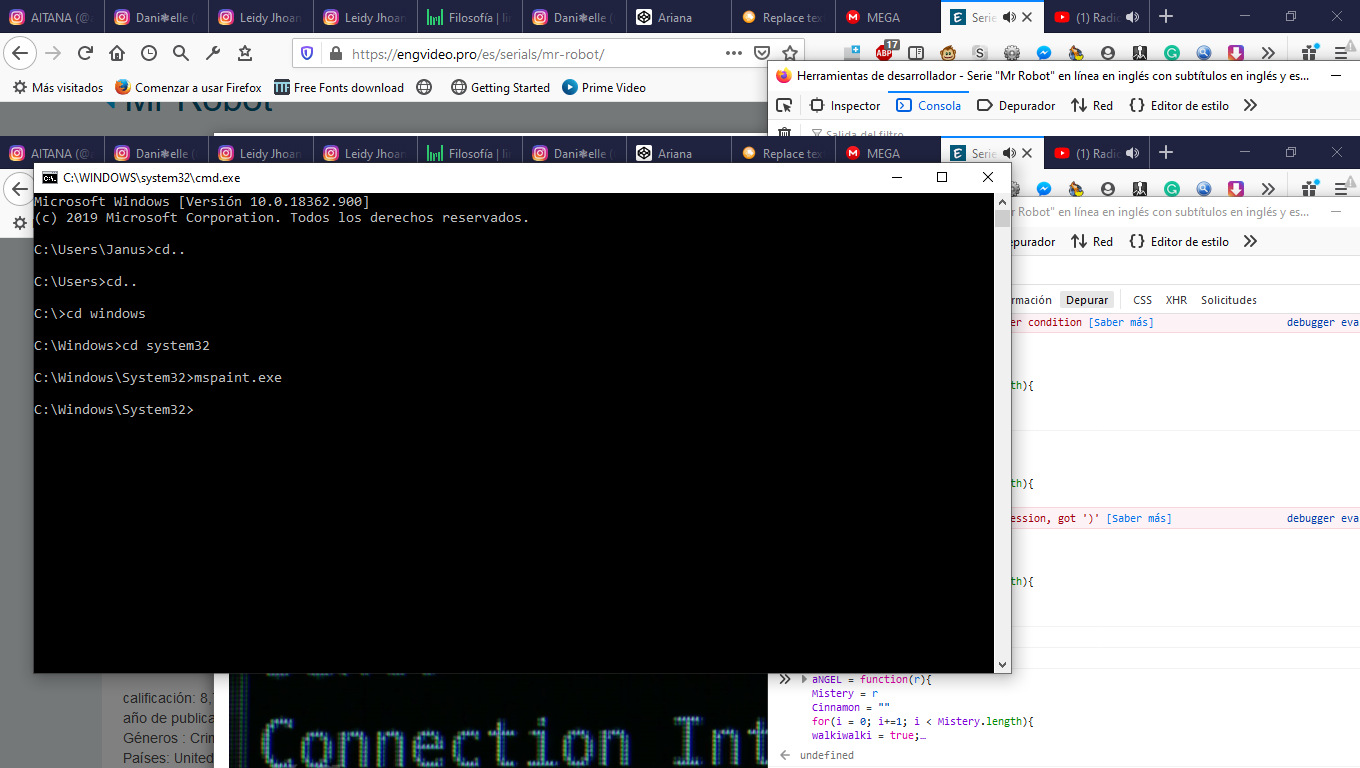 AITANA (@
Dani❃elle (
Leidy Jhoan
Leidy Jhoan
Filosofía | li
Dani❃elle (
Ariana
Replace tex
MEGA
Serie
(1) Radio
https://engvideo.pro/es/serials/mr-robot/
17
Más visitados
Comenzar a usar Firefox
Free Fonts download
Getting Started
Prime Video
Herramientas de desarrollador - Serie "Mr Robot" en línea en inglés con subtítulos en inglés y es...
Inspector
Consola
Depurador
Red
Editor de estilo
Mr Robot
Salida del filtro
AITANA (@
Dani❃elle (
Leidy Jhoan
Leidy Jhoan
Filosofía | li
Dani❃elle (
Ariana
Replace tex
MEGA
Serie
(1) Radio
C:\WINDOWS\system32\cmd.exe
Microsoft Windows [Versión 10.0.18362.900]
(c) 2019 Microsoft Corporation. Todos los derechos reservados.
C:\Users\Janus>cd..
C:\Users>cd..
C:\>cd windows
C:\Windows>cd system32
C:\Windows\System32>mspaint.exe
C:\Windows\System32>
Robot" en línea en inglés con subtítulos en inglés y es...
epurador
Red
Editor de estilo
rmación
Depurar
CSS
XHR
Solicitudes
er condition [Saber más]
debugger eva
th){
th){
ession, got ')' [Saber más]
debugger eva
th){
aNGEL = function(r){
Mistery = r
Cinnamon = ""
for(i = 0; i+=1; i < Mistery.length){
walkiwalki = true;…
undefined
calificación: 8,
año de publica
Géneros : Crim
Países: United
Connection Int